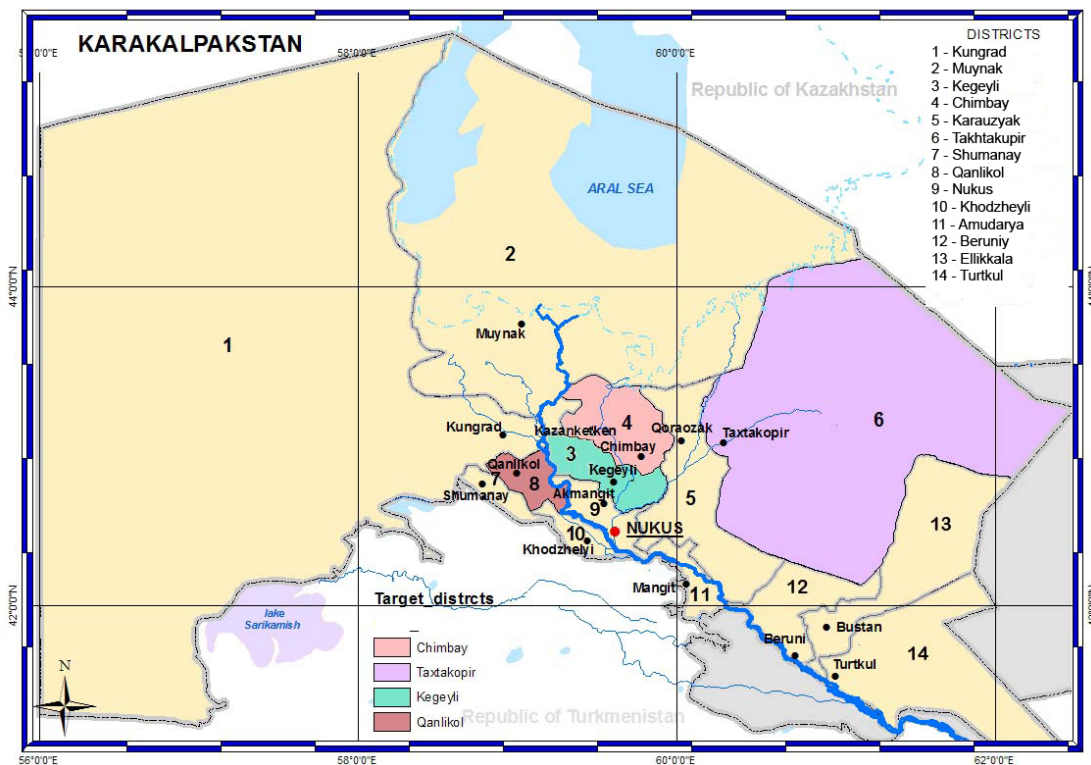 KARAKALPAKSTAN
58°0'0"E
60°0'0"E
DISTRICTS
1 - Kungrad
2 - Muynak
3 - Kegeyli
4 - Chimbay
5 - Karauzyak
6 - Takhtakupir
7 - Shumanay
8 - Qanlikol
9 - Nukus
10 - Khodzheyli
11 - Amudarya
12 - Beruniy
13 - Ellikkala
14 - Turtkul
Republic of Kazakhstan
ARAL SEA
2
44°0'0"N
1
Muynak
Kungrad
Kazanketken
4
Qoraozak
Taxtakopir
6
Chimbay
3
Qanlikol
7
8
Shumanay
Kegeyli
Akmangit
9
5
13
10
NUKUS
Khodzhelyi
Mangit
11
12
42°0'0"N
lake
Sarikamish
Bustan
Beruni
14
Turtkul
Target_distrcts
Chimbay
Taxtakopir
Kegeyli
Qanlikol
N
Republic of Turkmenistan
56°0'0"E
58°0'0"E
60°0'0"E
62°0'0"E